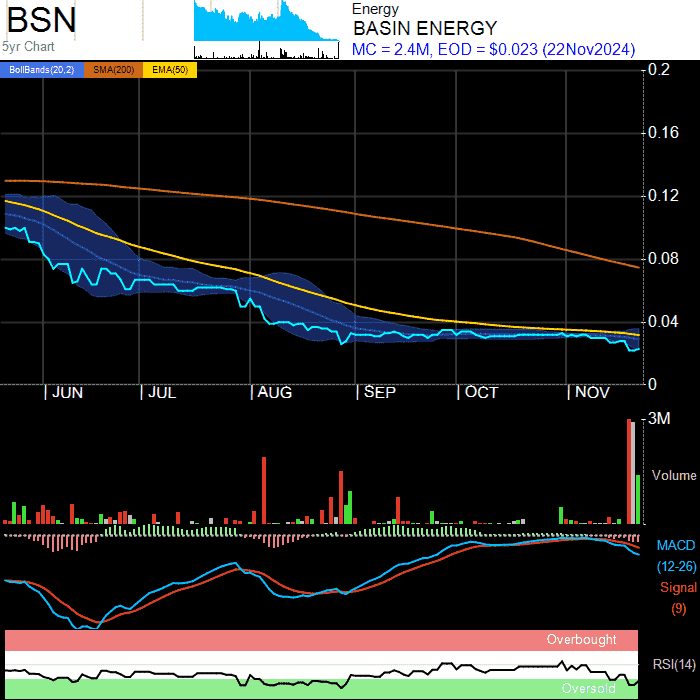 BSN
5yr Chart
Energy
BASIN ENERGY
MC = 2.4M, EOD = $0.023 (22Nov2024)
BollBands(20,2) SMA(200) EMA(50)
0.2
0.16
0.12
0.08
0.04
0
JUN JUL AUG SEP OCT NOV
3M
Volume
MACD
(12-26)
Signal
(9)
Overbought
RSI(14)
Oversold